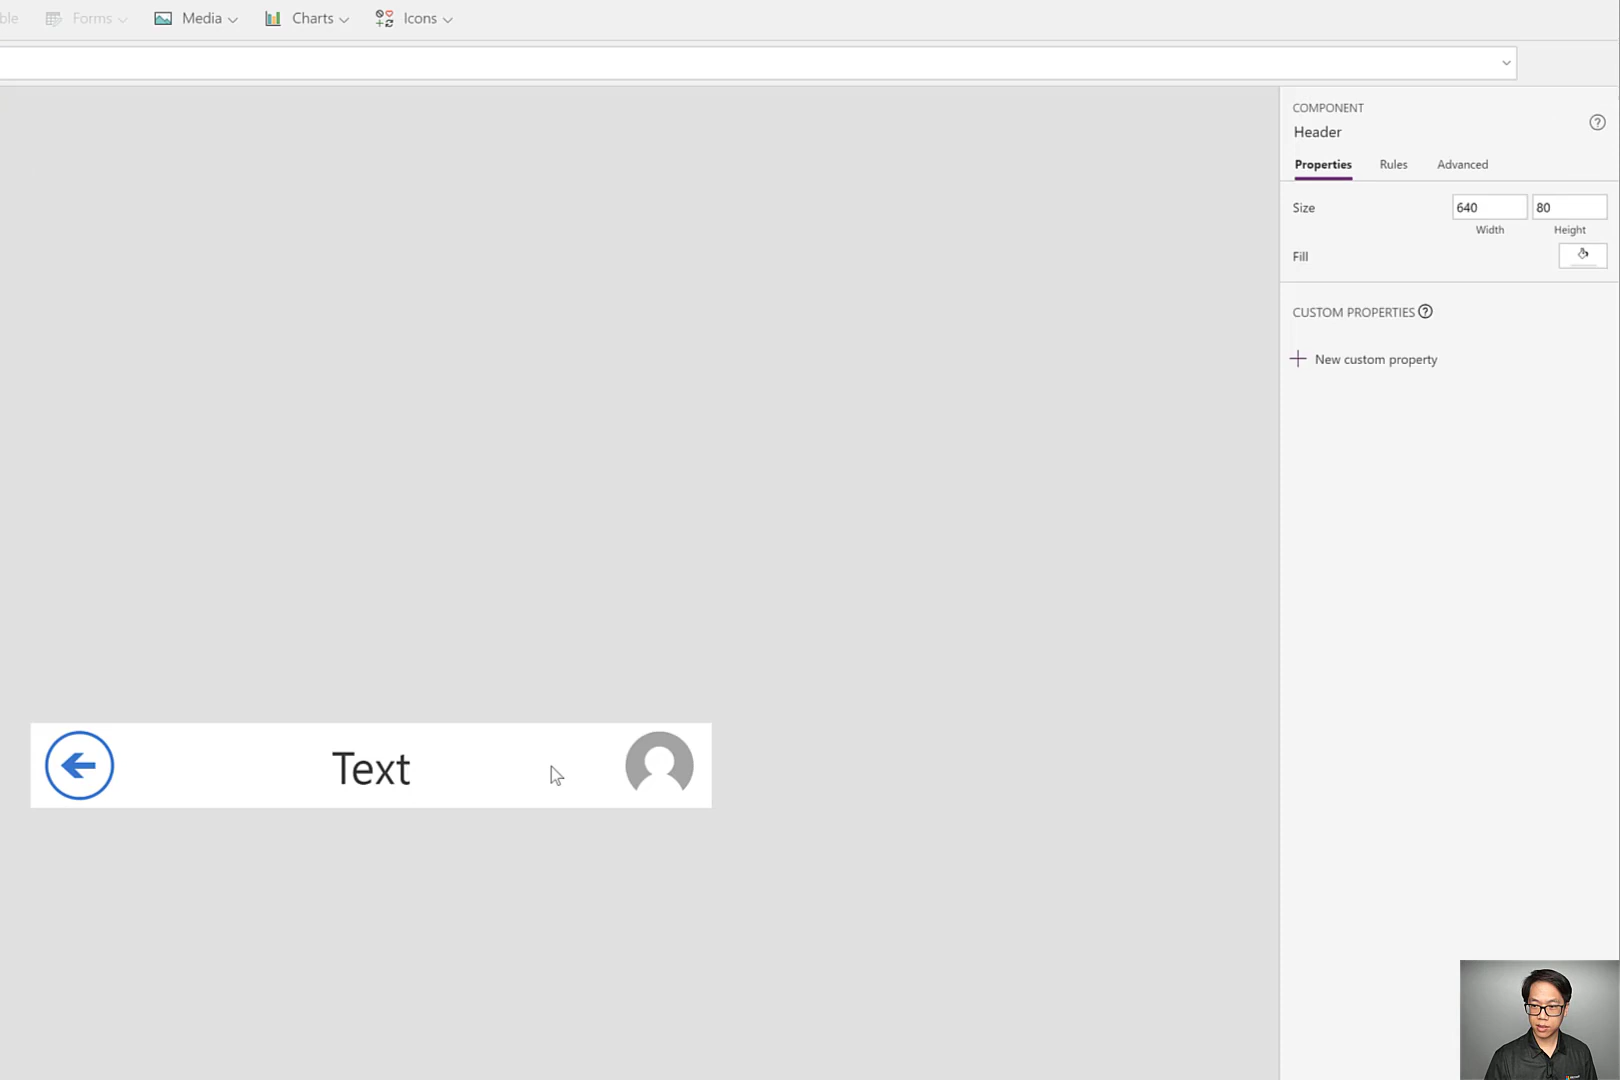 ble Forms Media Charts Icons
COMPONENT
Header
Properties Rules Advanced
Size 640 80
Width Height
Fill
CUSTOM PROPERTIES
New custom property
Text